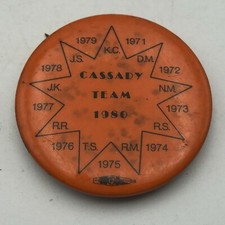 1979 K.C. 1971
1978 J.S. D.M. 1972
CASSADY
TEAM
1980
1977 J.K. N.M. 1973
R.R. R.S.
1976 T.S. R.M. 1974
1975